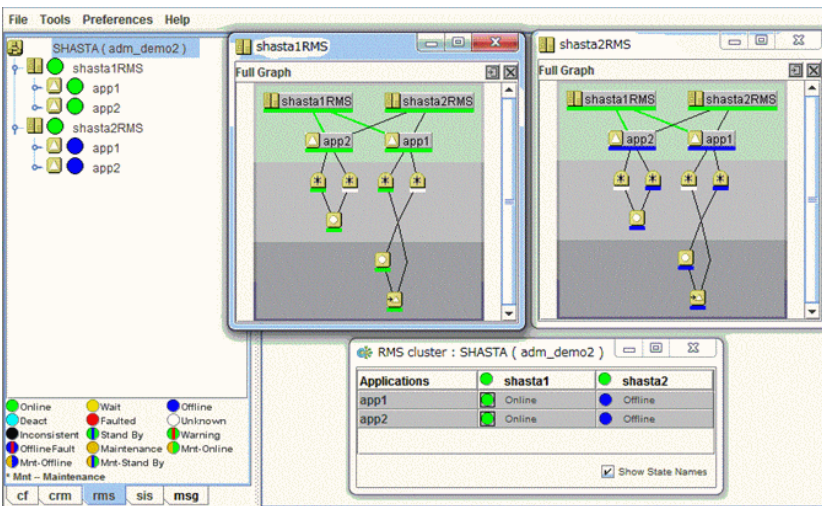 File Tools Preferences Help
SHASTA ( adm_demo2 )
shasta1RMS
app1
app2
shasta2RMS
app1
app2
Online Wait Offline
Deact Faulted Unknown
Inconsistent Stand By Warning
OfflineFault Maintenance Mnt-Online
Mnt-Offline Mnt-Stand By
* Mnt -- Maintenance
cf crm rms sis msg
shasta1RMS
Full Graph
shasta1RMS shasta2RMS
app2 app1
shasta2RMS
Full Graph
shasta1RMS shasta2RMS
app2 app1
RMS cluster : SHASTA ( adm_demo2 )
Applications shasta1 shasta2
app1 Online Offline
app2 Online Offline
Show State Names